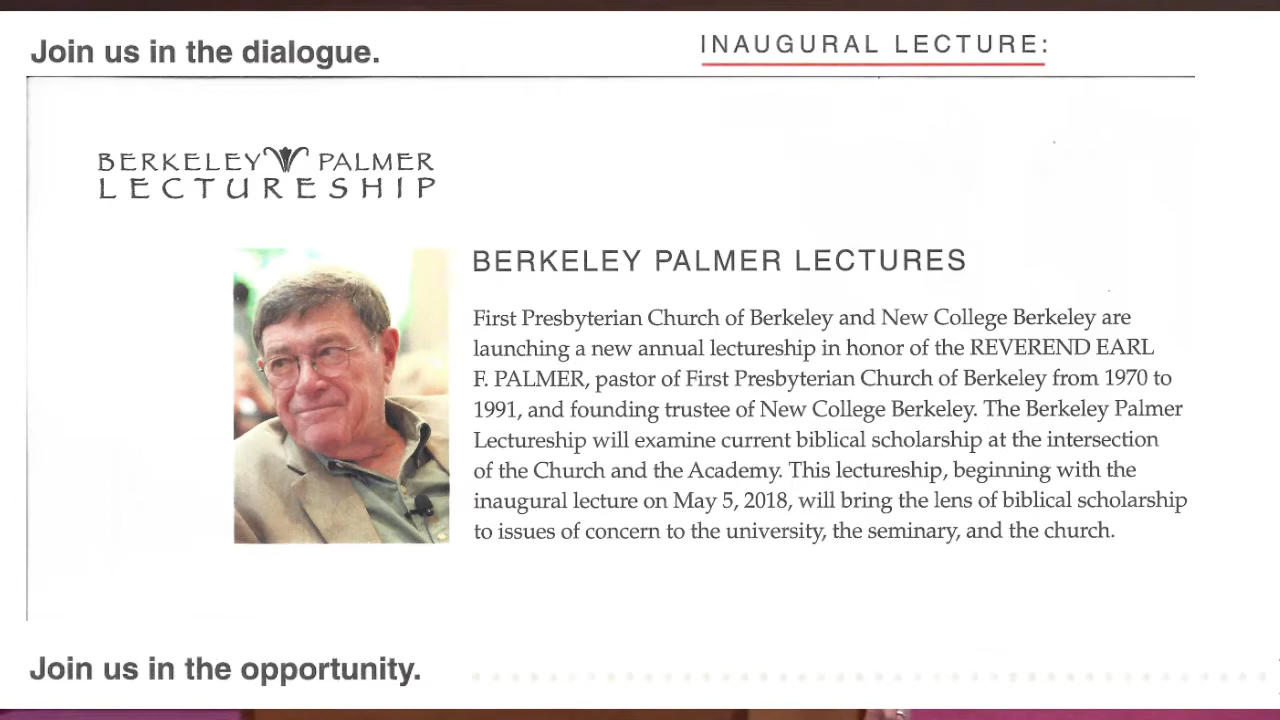 Join us in the dialogue.
INAUGURAL LECTURE:
BERKELEY PALMER
LECTURESHIP
BERKELEY PALMER LECTURES
First Presbyterian Church of Berkeley and New College Berkeley are
launching a new annual lectureship in honor of the REVEREND EARL
F. PALMER, pastor of First Presbyterian Church of Berkeley from 1970 to
1991, and founding trustee of New College Berkeley. The Berkeley Palmer
Lectureship will examine current biblical scholarship at the intersection
of the Church and the Academy. This lectureship, beginning with the
inaugural lecture on May 5, 2018, will bring the lens of biblical scholarship
to issues of concern to the university, the seminary, and the church.
Join us in the opportunity.